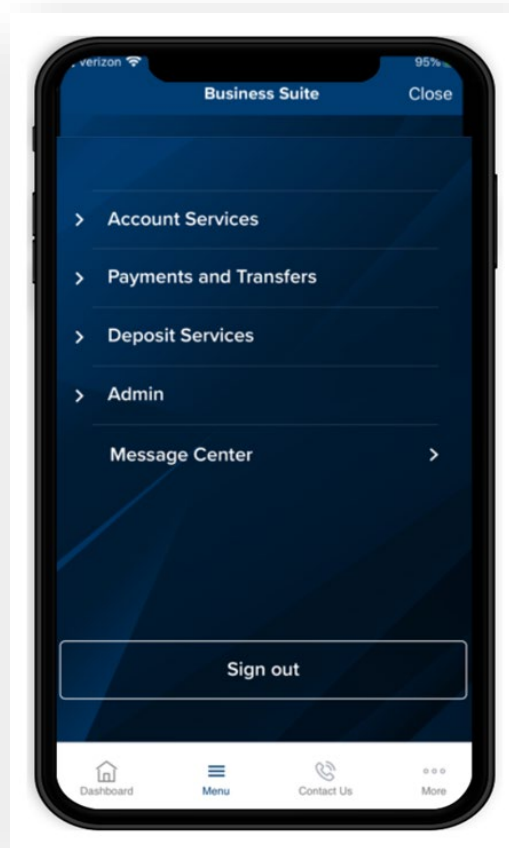 verizon 95%
Business Suite Close
Account Services
Payments and Transfers
Deposit Services
Admin
Message Center
Sign out
Dashboard Menu Contact Us More